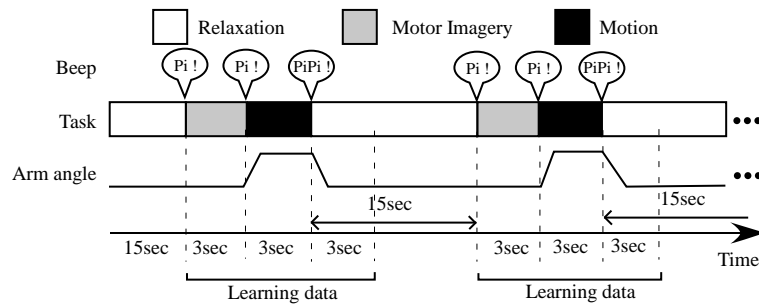 Relaxation Motor Imagery Motion
Beep Pi ! Pi ! PiPi ! Pi ! Pi ! PiPi !
Task •••
Arm angle •••
15sec 15sec
15sec 3sec 3sec 3sec 3sec 3sec 3sec Time
Learning data Learning data